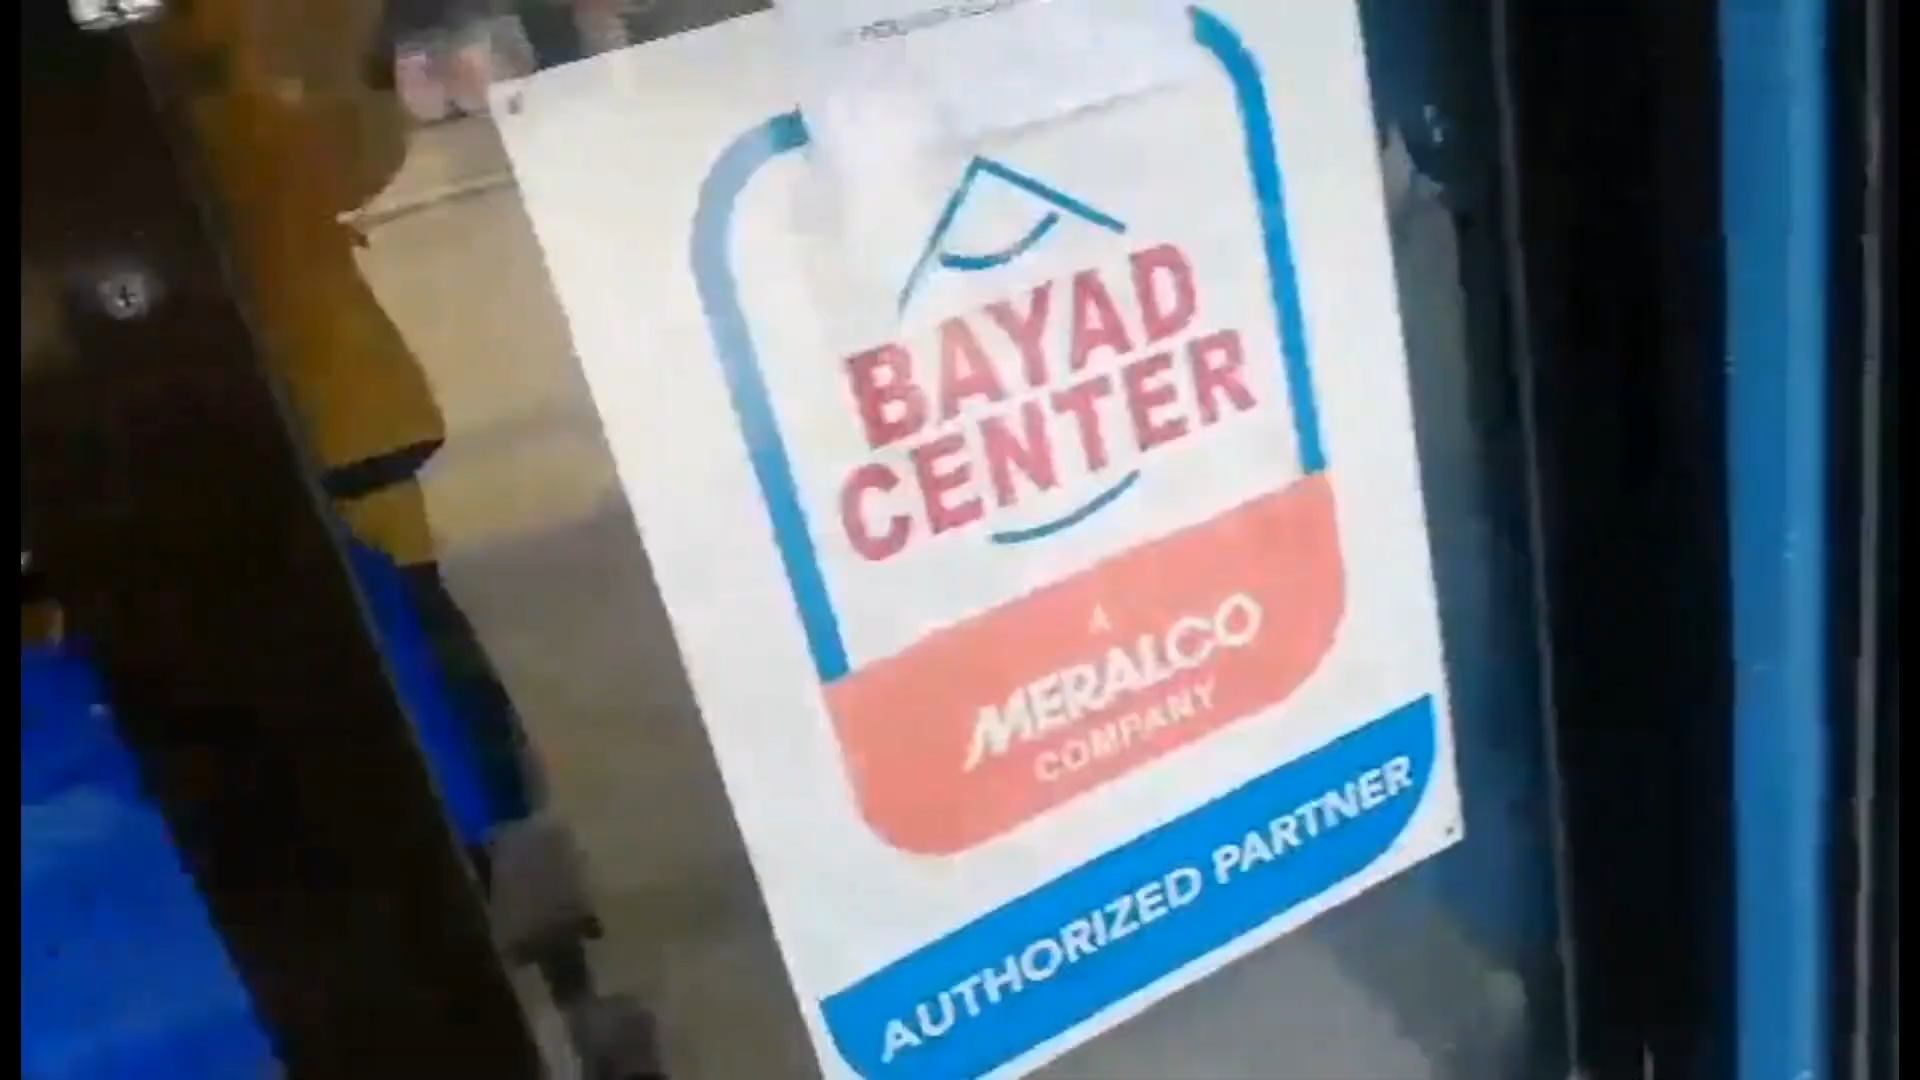 BAYAD
CENTER
A
MERALCO
COMPANY
AUTHORIZED PARTNER